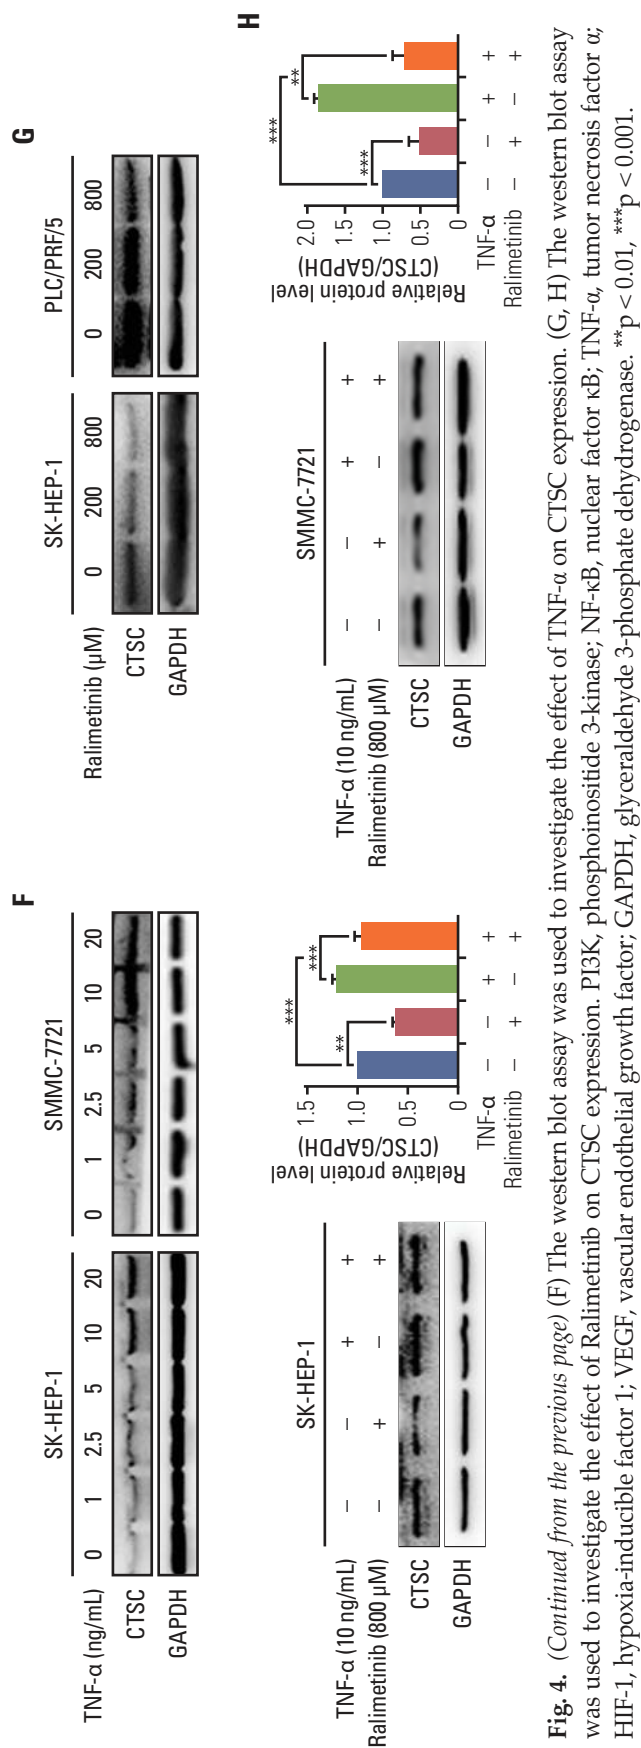 F
SK-HEP-1 SMMC-7721
TNF-α (ng/mL) 0 1 2.5 5 10 20 0 1 2.5 5 10 20
CTSC
GAPDH
G
SK-HEP-1 PLC/PRF/5
Ralimetinib (μM) 0 200 800 0 200 800
CTSC
GAPDH
H
SK-HEP-1
TNF-α (10 ng/mL) − − + +
Ralimetinib (800 μM) − + − +
CTSC
GAPDH
Relative protein level
(CTSC/GAPDH)
1.5
1.0
0.5
0
***
***
**
TNF-α − − + +
Ralimetinib − + − +
SMMC-7721
TNF-α (10 ng/mL) − − + +
Ralimetinib (800 μM) − + − +
CTSC
GAPDH
Relative protein level
(CTSC/GAPDH)
2.0
1.5
1.0
0.5
0
***
**
***
TNF-α − − + +
Ralimetinib − + − +
Fig. 4. (Continued from the previous page) (F) The western blot assay was used to investigate the effect of TNF-α on CTSC expression. (G, H) The western blot assay
was used to investigate the effect of Ralimetinib on CTSC expression. PI3K, phosphoinositide 3-kinase; NF-κB, nuclear factor κB; TNF-α, tumor necrosis factor α;
HIF-1, hypoxia-inducible factor 1; VEGF, vascular endothelial growth factor; GAPDH, glyceraldehyde 3-phosphate dehydrogenase. **p < 0.01, ***p < 0.001.